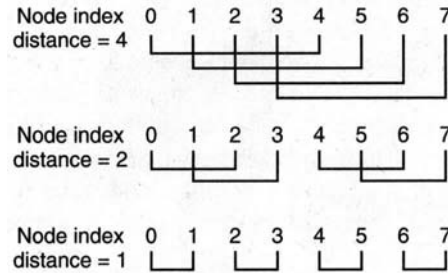 Node index 0 1 2 3 4 5 6 7
distance = 4
Node index 0 1 2 3 4 5 6 7
distance = 2
Node index 0 1 2 3 4 5 6 7
distance = 1